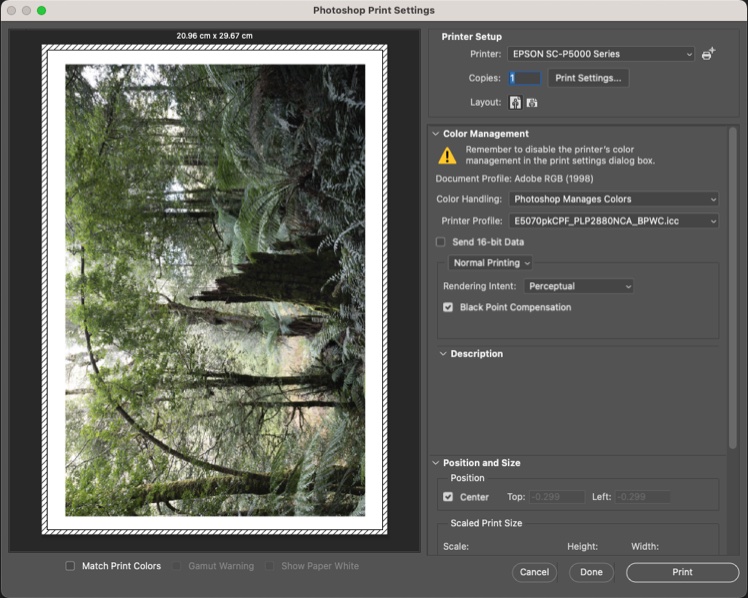 Photoshop Print Settings
20.96 cm x 29.67 cm
Printer Setup
Printer: EPSON SC-P5000 Series
Copies: 1 Print Settings...
Layout:
Color Management
Remember to disable the printer's color
management in the print settings dialog box.
Document Profile: Adobe RGB (1998)
Color Handling: Photoshop Manages Colors
Printer Profile: E5070pkCPF_PLP2880NCA_BPWC.icc
Send 16-bit Data
Normal Printing
Rendering Intent: Perceptual
Black Point Compensation
Description
Position and Size
Position
Center Top: -0.299 Left: -0.299
Scaled Print Size
Scale: Height: Width:
Match Print Colors Gamut Warning Show Paper White
Cancel Done Print